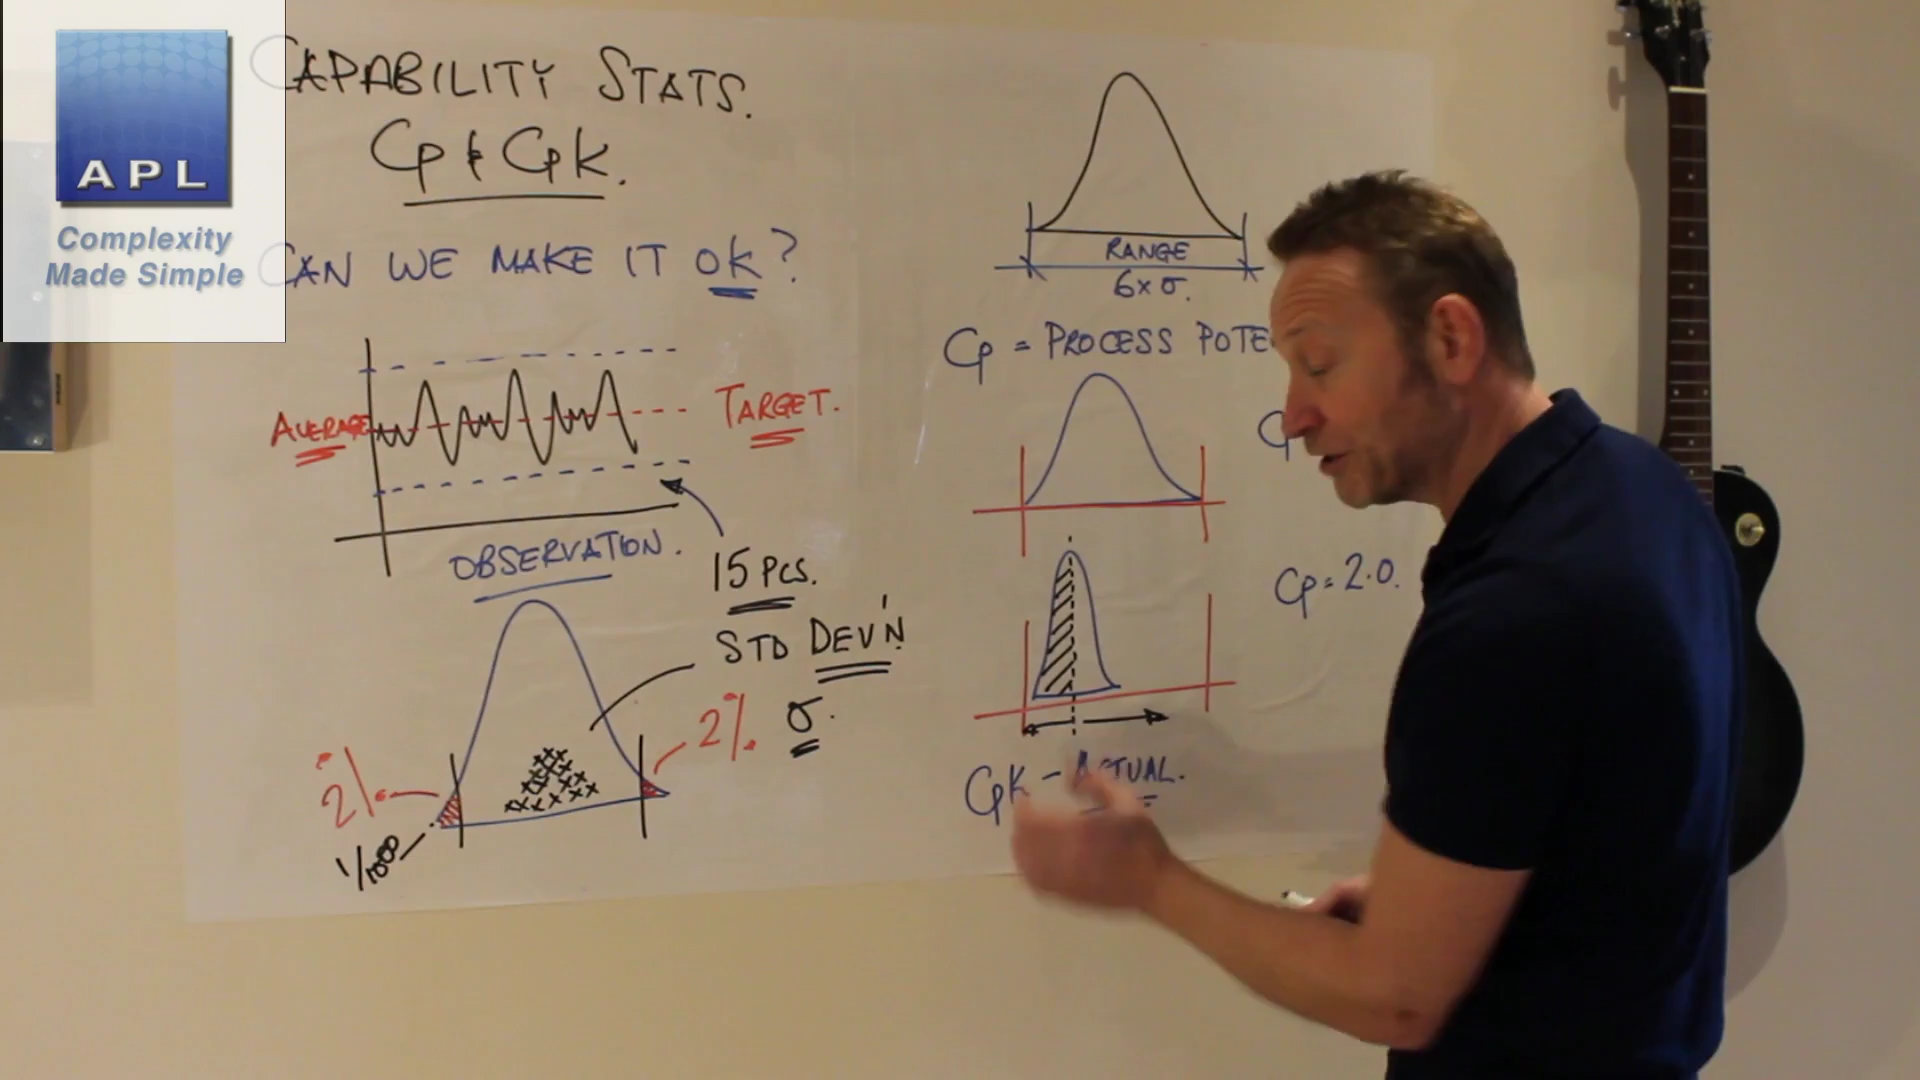 APL
Complexity
Made Simple
CAPABILITY STATS.
Cp & Cpk.
CAN WE MAKE IT OK?
AVERAGE
TARGET.
OBSERVATION.
15 PCS.
STD DEV'N.
σ.
2%
2%
1/1000
RANGE
6xσ.
Cp = PROCESS POTE
Cp=2.0.
Cpk - ACTUAL.